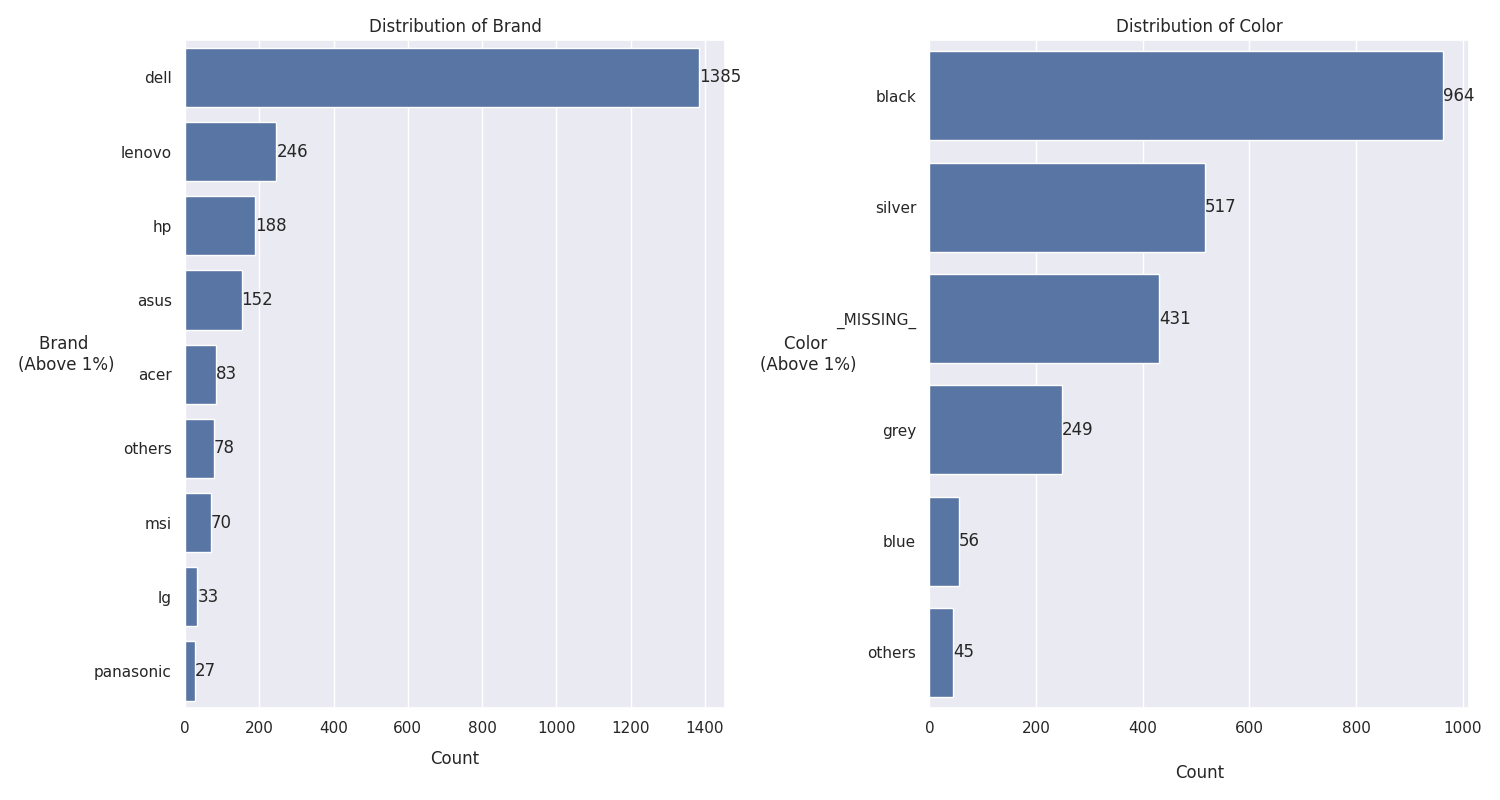 Distribution of Brand
dell
1385
lenovo
246
hp
188
asus
152
Brand
(Above 1%)
acer
83
others
78
msi
70
lg
33
panasonic
27
0 200 400 600 800 1000 1200 1400
Count
Distribution of Color
black
964
silver
517
_MISSING_
431
Color
(Above 1%)
grey
249
blue
56
others
45
0 200 400 600 800 1000
Count